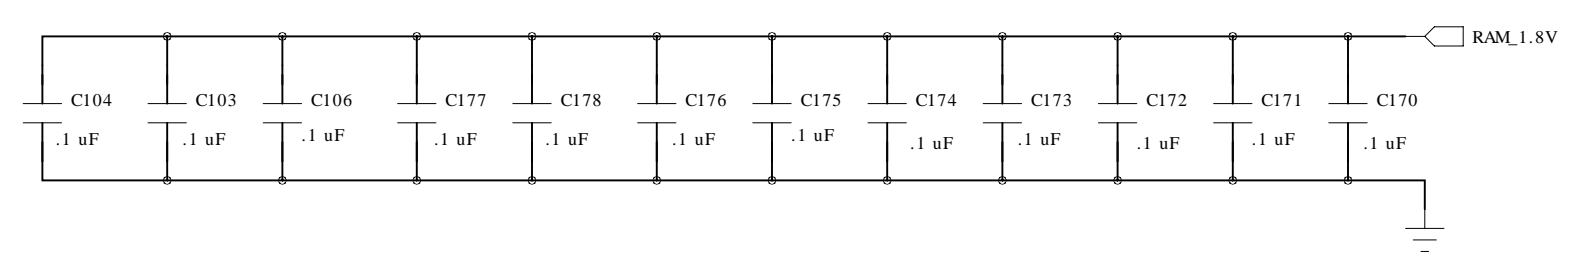 RAM_1.8V
C104
.1 uF
C103
.1 uF
C106
.1 uF
C177
.1 uF
C178
.1 uF
C176
.1 uF
C175
.1 uF
C174
.1 uF
C173
.1 uF
C172
.1 uF
C171
.1 uF
C170
.1 uF